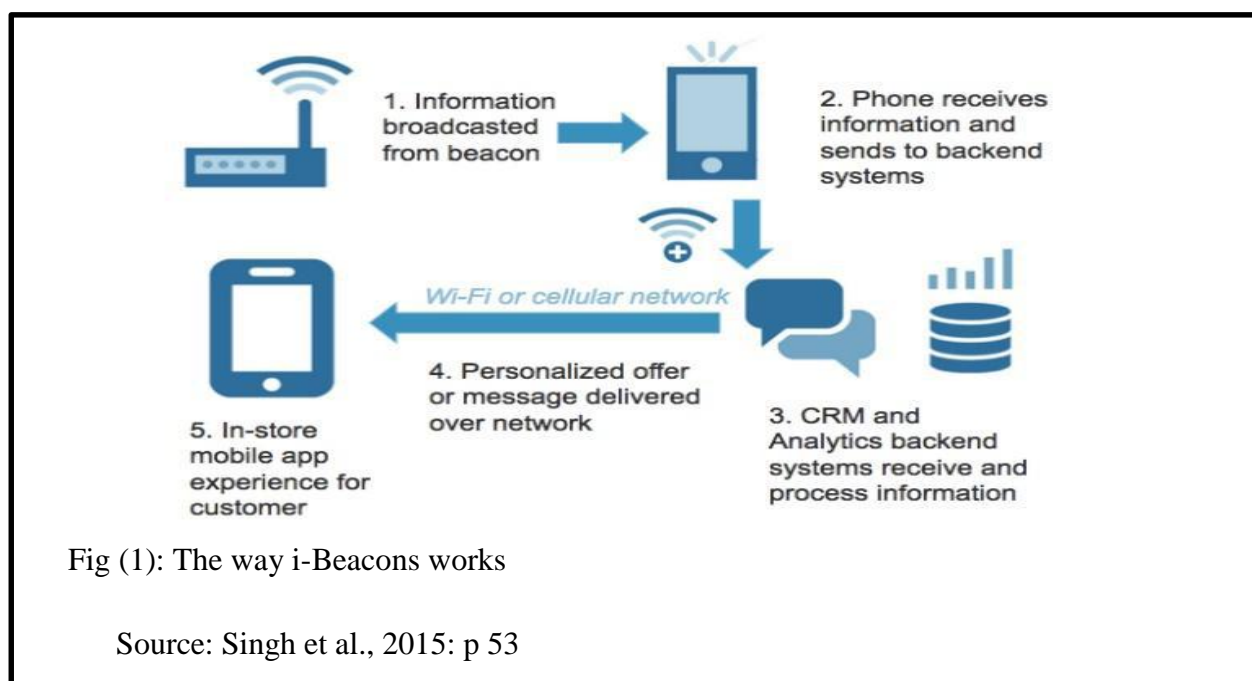 1. Information
broadcasted
from beacon
2. Phone receives
information and
sends to backend
systems
3. CRM and
Analytics backend
systems receive and
process information
Wi-Fi or cellular network
4. Personalized offer
or message delivered
over network
5. In-store
mobile app
experience for
customer
Fig (1): The way i-Beacons works
Source: Singh et al., 2015: p 53